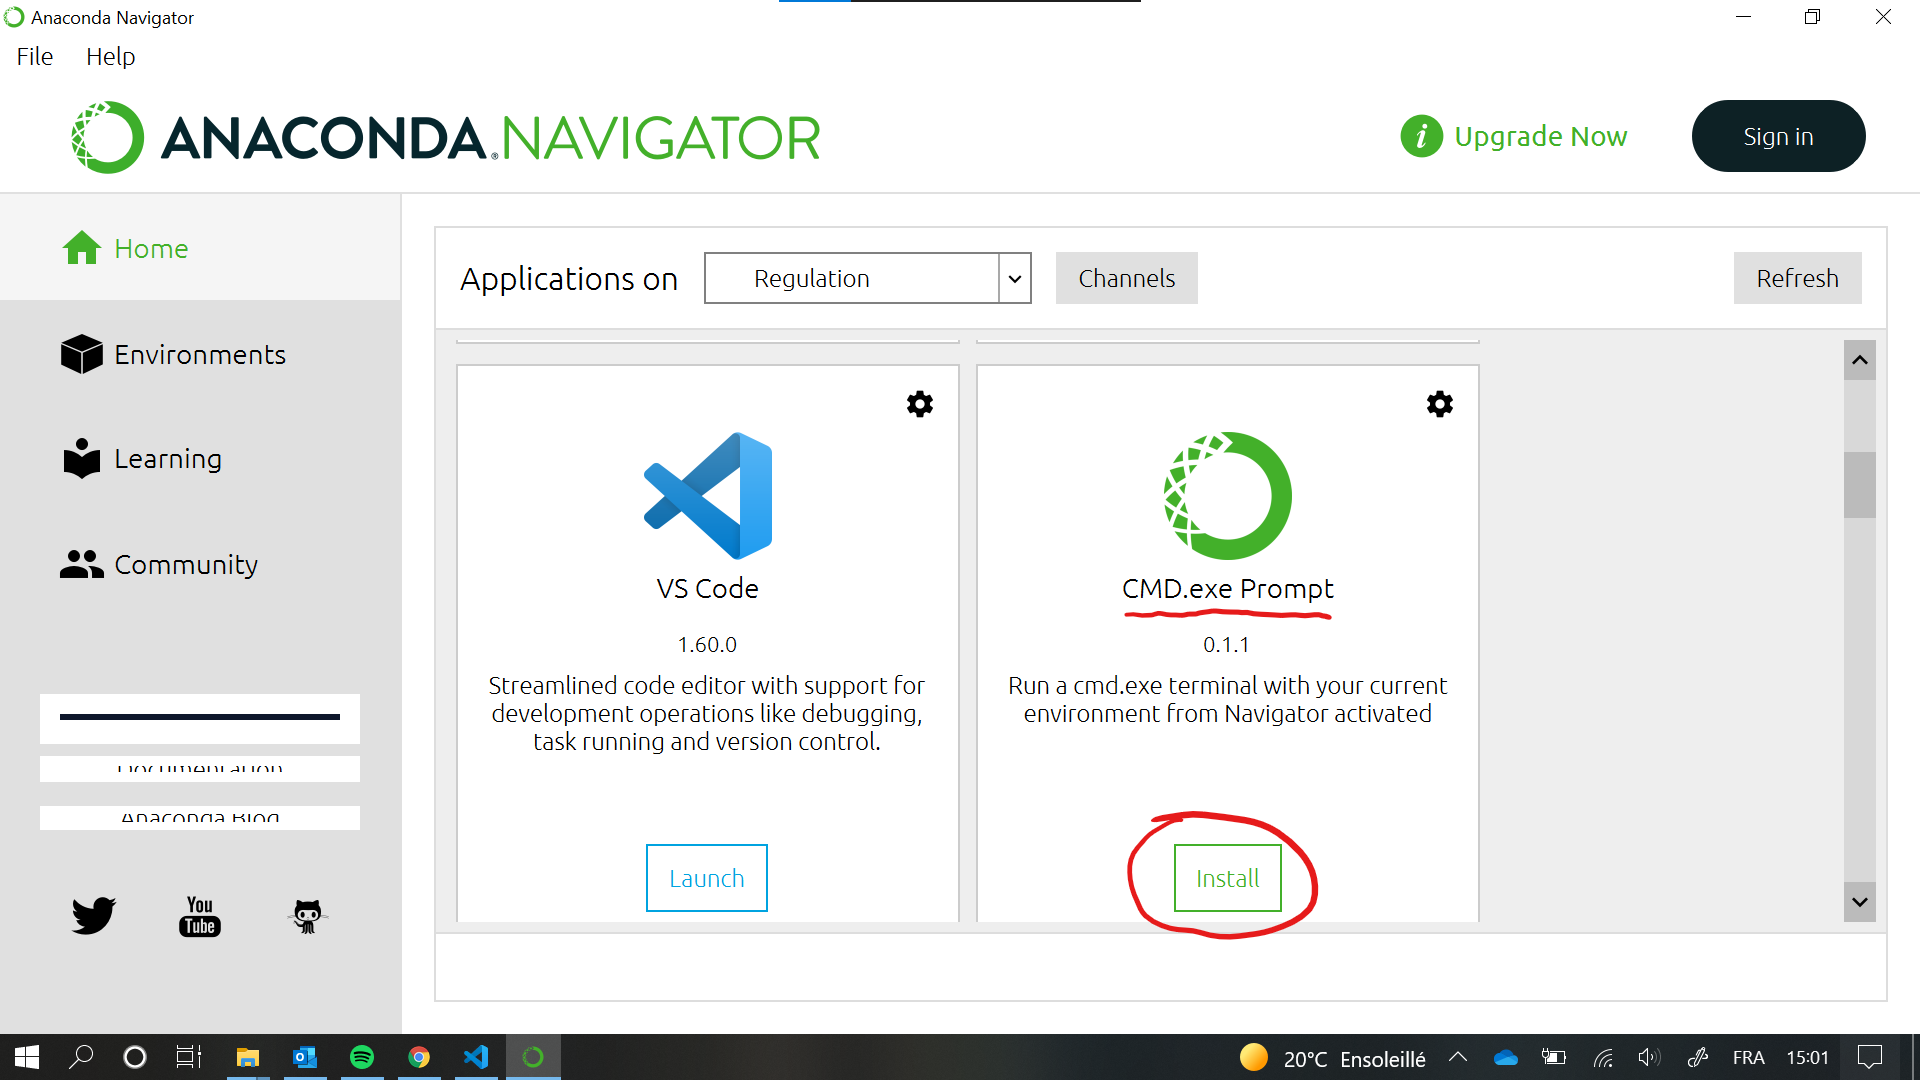 Anaconda Navigator
File Help
ANACONDA.NAVIGATOR
Upgrade Now
Sign in
Home
Environments
Learning
Community
Documentation
Anaconda Blog
You
Tube
Applications on
Regulation
Channels
Refresh
VS Code
1.60.0
Streamlined code editor with support for
development operations like debugging,
task running and version control.
Launch
CMD.exe Prompt
0.1.1
Run a cmd.exe terminal with your current
environment from Navigator activated
Install
20°C Ensoleillé
FRA
15:01